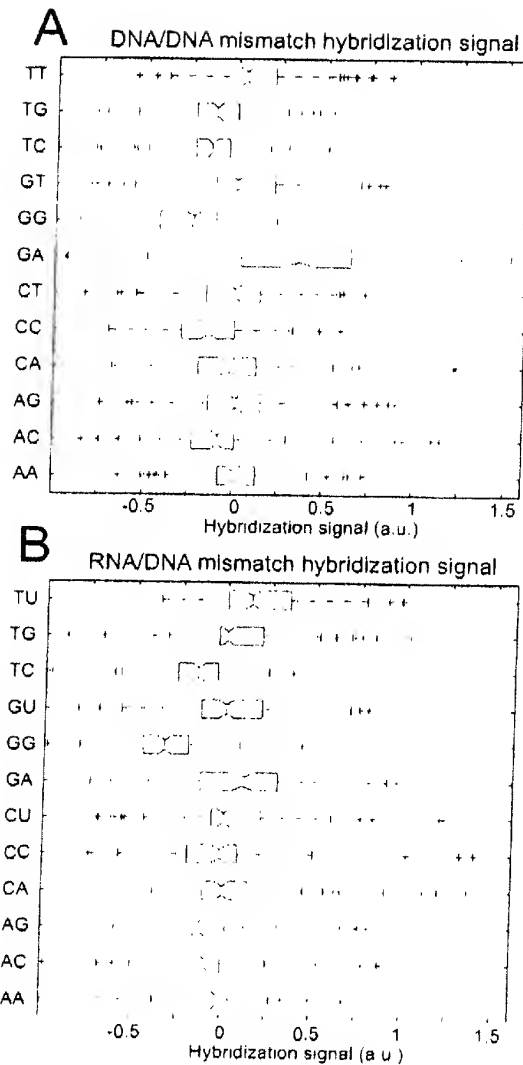 A
DNA/DNA mismatch hybridization signal
TT
TG
TC
GT
GG
GA
CT
CC
CA
AG
AC
AA
-0.5 0 0.5 1 1.5
Hybridization signal (a.u.)
B
RNA/DNA mismatch hybridization signal
TU
TG
TC
GU
GG
GA
CU
CC
CA
AG
AC
AA
-0.5 0 0.5 1 1.5
Hybridization signal (a u )